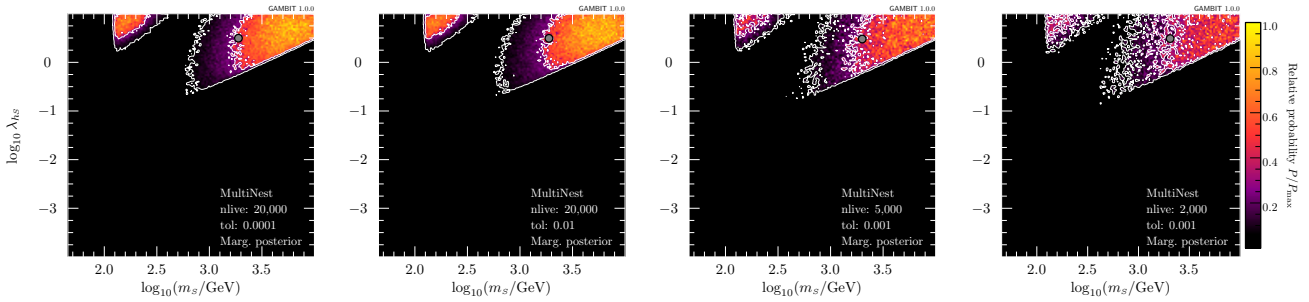 GAMBIT 1.0.0
GAMBIT 1.0.0
GAMBIT 1.0.0
GAMBIT 1.0.0
log₁₀ λₕS
0
−1
−2
−3
MultiNest
nlive: 20,000
tol: 0.0001
Marg. posterior
2.0 2.5 3.0 3.5
log₁₀(mS/GeV)
0
−1
−2
−3
MultiNest
nlive: 20,000
tol: 0.01
Marg. posterior
2.0 2.5 3.0 3.5
log₁₀(mS/GeV)
0
−1
−2
−3
MultiNest
nlive: 5,000
tol: 0.001
Marg. posterior
2.0 2.5 3.0 3.5
log₁₀(mS/GeV)
0
−1
−2
−3
MultiNest
nlive: 2,000
tol: 0.001
Marg. posterior
2.0 2.5 3.0 3.5
log₁₀(mS/GeV)
1.0
0.8
0.6
0.4
0.2
Relative probability P/Pmax